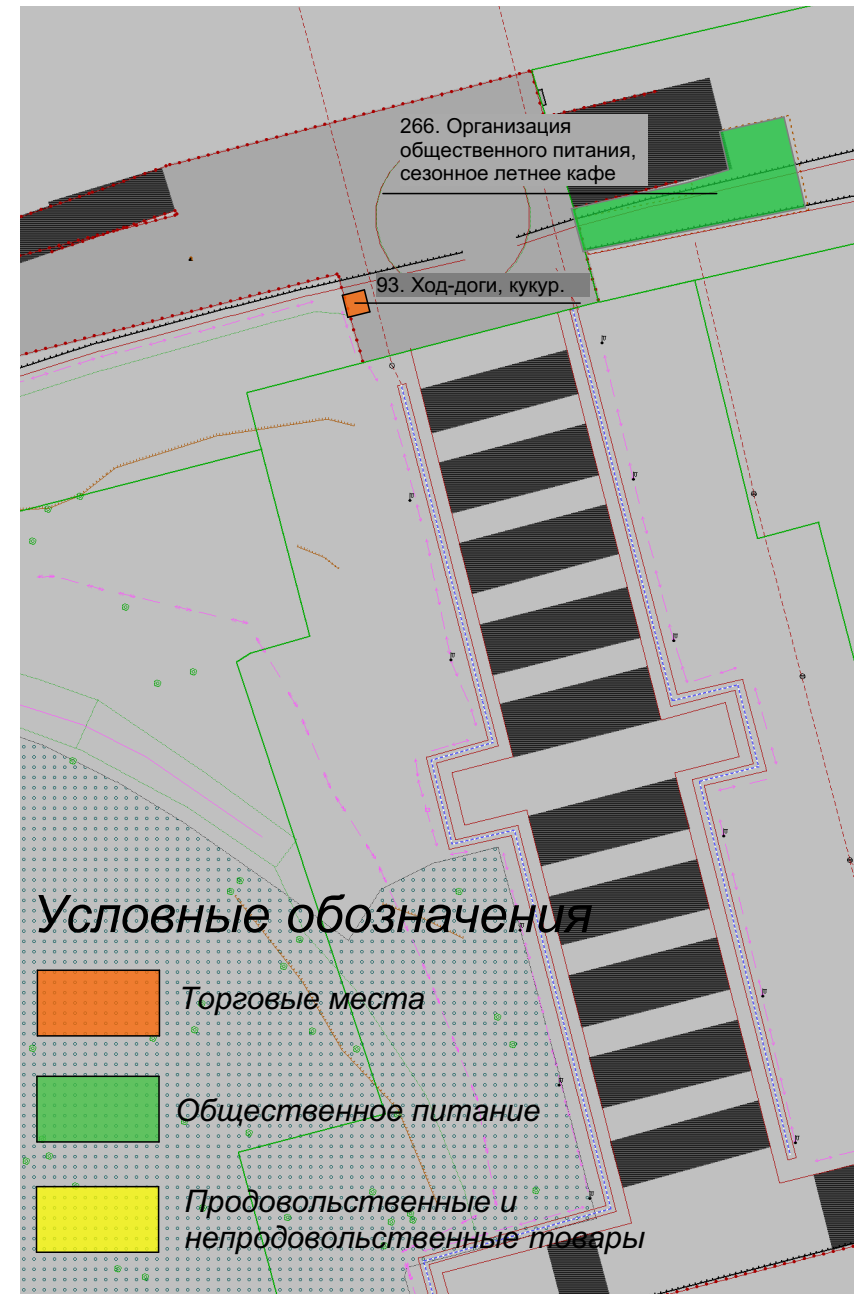 266. Организация
общественного питания,
сезонное летнее кафе
93. Ход-доги, кукур.
Условные обозначения
Торговые места
Общественное питание
Продовольственные и
непродовольственные товары